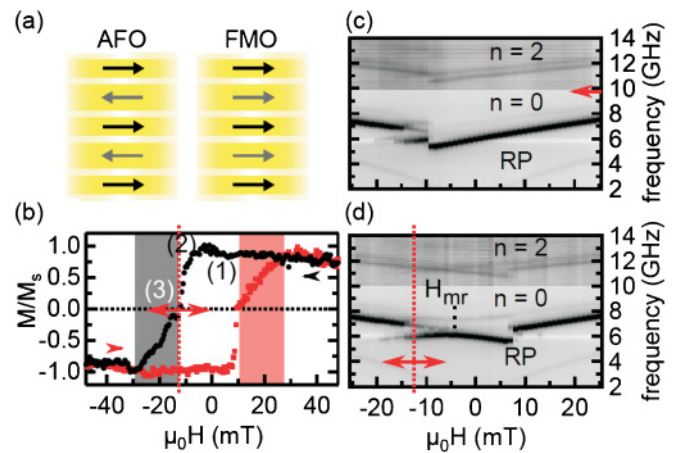 (a)
AFO FMO
(b)
M/Ms
1.0
0.5
0.0
-0.5
-1.0
(2)
(1)
(3)
-40 -20 0 20 40
μ0H (mT)
(c)
n = 2
n = 0
RP
14
12
10
8
6
4
2
frequency (GHz)
(d)
n = 2
Hmr
n = 0
RP
14
12
10
8
6
4
2
frequency (GHz)
-20 -10 0 10 20
μ0H (mT)